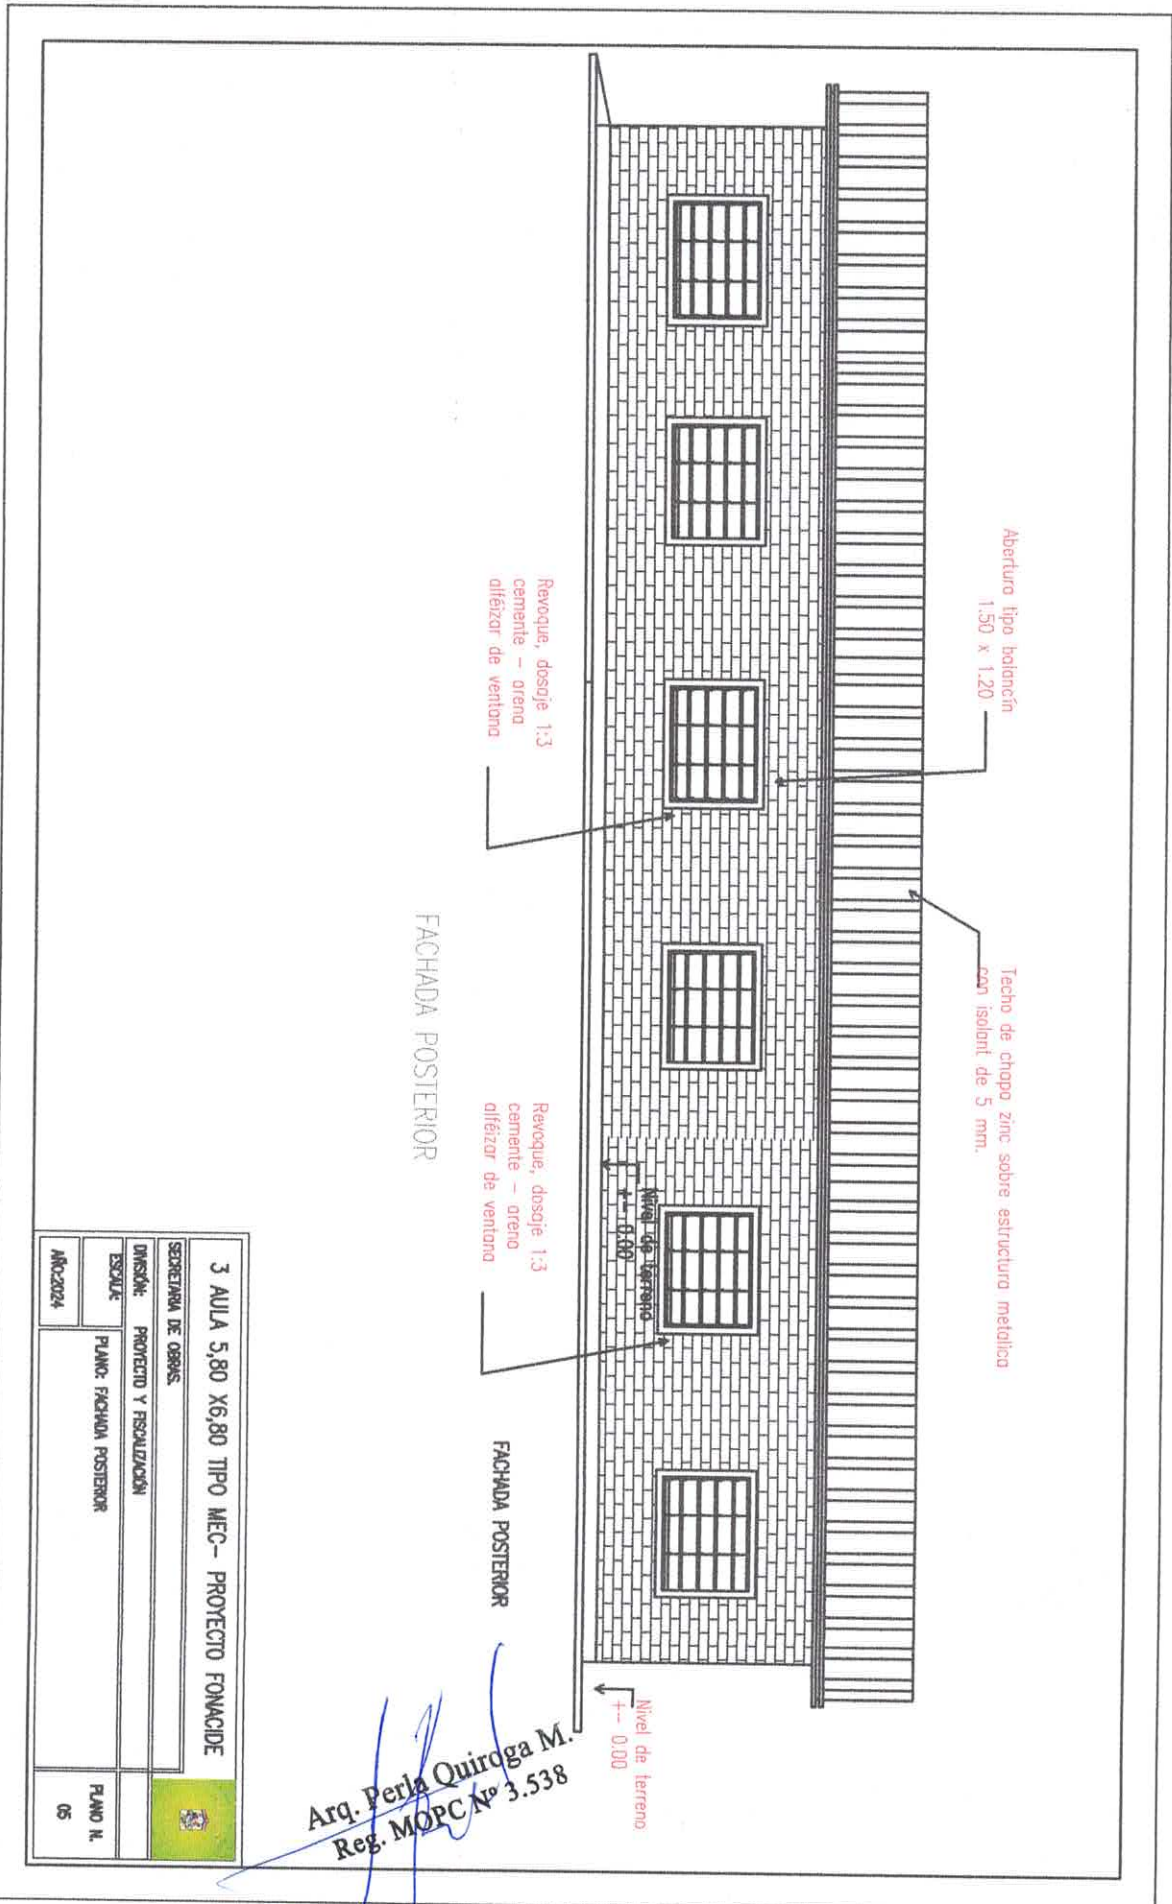 Abertura tipo balancín
1.50 x 1.20
Techo de chapa zinc sobre estructura metalica
con isolant de 5 mm.
Nivel de terreno
+- 0.00
Nivel de terreno
+- 0.00
Revoque, dosaje 1:3
cemente - arena
alféizar de ventana
Revoque, dosaje 1:3
cemente - arena
alféizar de ventana
FACHADA POSTERIOR
FACHADA POSTERIOR
Arq. Perla Quiroga M.
Reg. MOPC Nº 3.538
3 AULA 5,80 X6,80 TIPO MEC- PROYECTO FONACIDE
SECRETARIA DE OBRAS.
DIVISIÓN: PROYECTO Y FISCALIZACIÓN
ESCALA:
PLANO: FACHADA POSTERIOR
PLANO N.
AÑO:2024
05